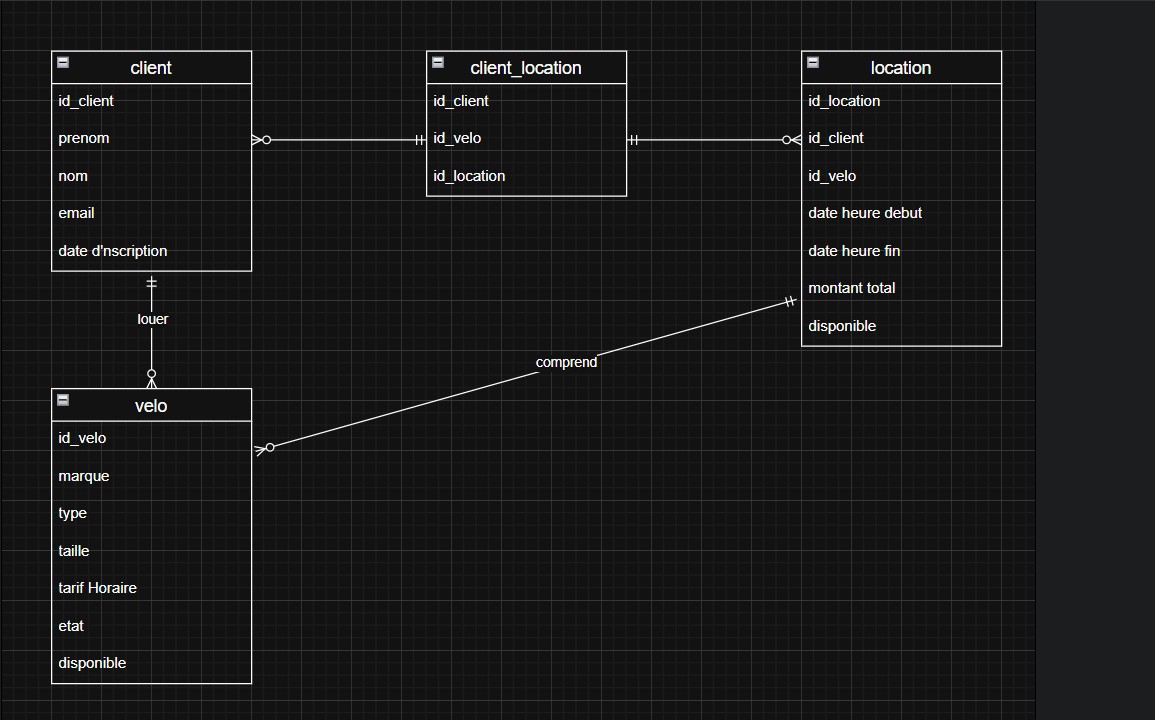 client
id_client
prenom
nom
email
date d'nscription
client_location
id_client
id_velo
id_location
location
id_location
id_client
id_velo
date heure debut
date heure fin
montant total
disponible
louer
comprend
velo
id_velo
marque
type
taille
tarif Horaire
etat
disponible